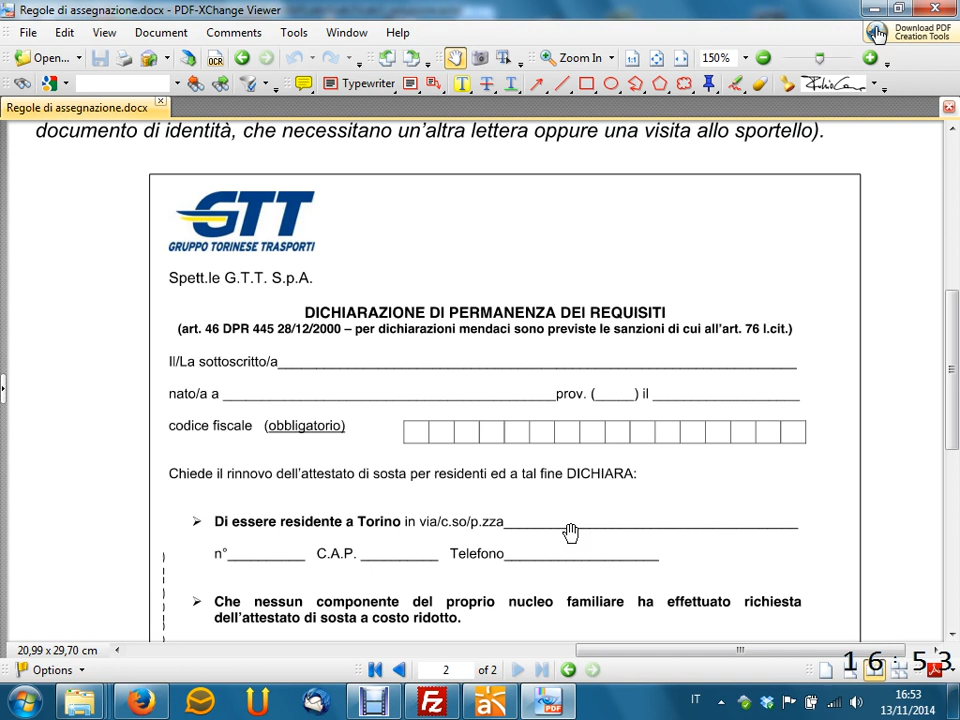 Regole di assegnazione.docx - PDF-XChange Viewer
File Edit View Document Comments Tools Window Help
Download PDF
Creation Tools
Open... OCR Zoom In 150%
Typewriter
Regole di assegnazione.docx
documento di identità, che necessitano un'altra lettera oppure una visita allo sportello).
GTT
GRUPPO TORINESE TRASPORTI
Spett.le G.T.T. S.p.A.
DICHIARAZIONE DI PERMANENZA DEI REQUISITI
(art. 46 DPR 445 28/12/2000 – per dichiarazioni mendaci sono previste le sanzioni di cui all'art. 76 l.cit.)
Il/La sottoscritto/a
nato/a a prov. ( ) il
codice fiscale (obbligatorio)
Chiede il rinnovo dell'attestato di sosta per residenti ed a tal fine DICHIARA:
Di essere residente a Torino in via/c.so/p.zza
n° C.A.P. Telefono
Che nessun componente del proprio nucleo familiare ha effettuato richiesta
dell'attestato di sosta a costo ridotto.
20,99 x 29,70 cm
Options 2 of 2
16:53
IT 16:53
13/11/2014